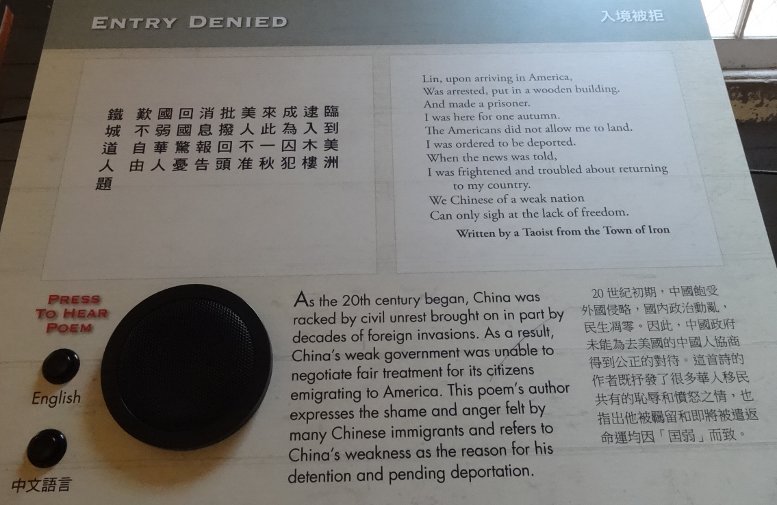 ENTRY DENIED
入境被拒
臨到美洲
逮入木樓
成為囚犯
來此一秋
美人不准
批撥回頭
消息報告
回國驚憂
國弱華人
歎不自由
鐵城道人題
Lin, upon arriving in America,
Was arrested, put in a wooden building,
And made a prisoner.
I was here for one autumn.
The Americans did not allow me to land.
I was ordered to be deported.
When the news was told,
I was frightened and troubled about returning
to my country.
We Chinese of a weak nation
Can only sigh at the lack of freedom.
Written by a Taoist from the Town of Iron
PRESS
TO HEAR
POEM
English
中文語言
As the 20th century began, China was
racked by civil unrest brought on in part by
decades of foreign invasions. As a result,
China's weak government was unable to
negotiate fair treatment for its citizens
emigrating to America. This poem's author
expresses the shame and anger felt by
many Chinese immigrants and refers to
China's weakness as the reason for his
detention and pending deportation.
20 世紀初期，中國飽受
外國侵略，國內政治動亂，
民生凋零。因此，中國政府
未能為去美國的中國人協商
得到公正的對待。這首詩的
作者既抒發了很多華人移民
共有的恥辱和憤怒之情，也
指出他被羈留和即將被遣返
命運均因「国弱」而致。